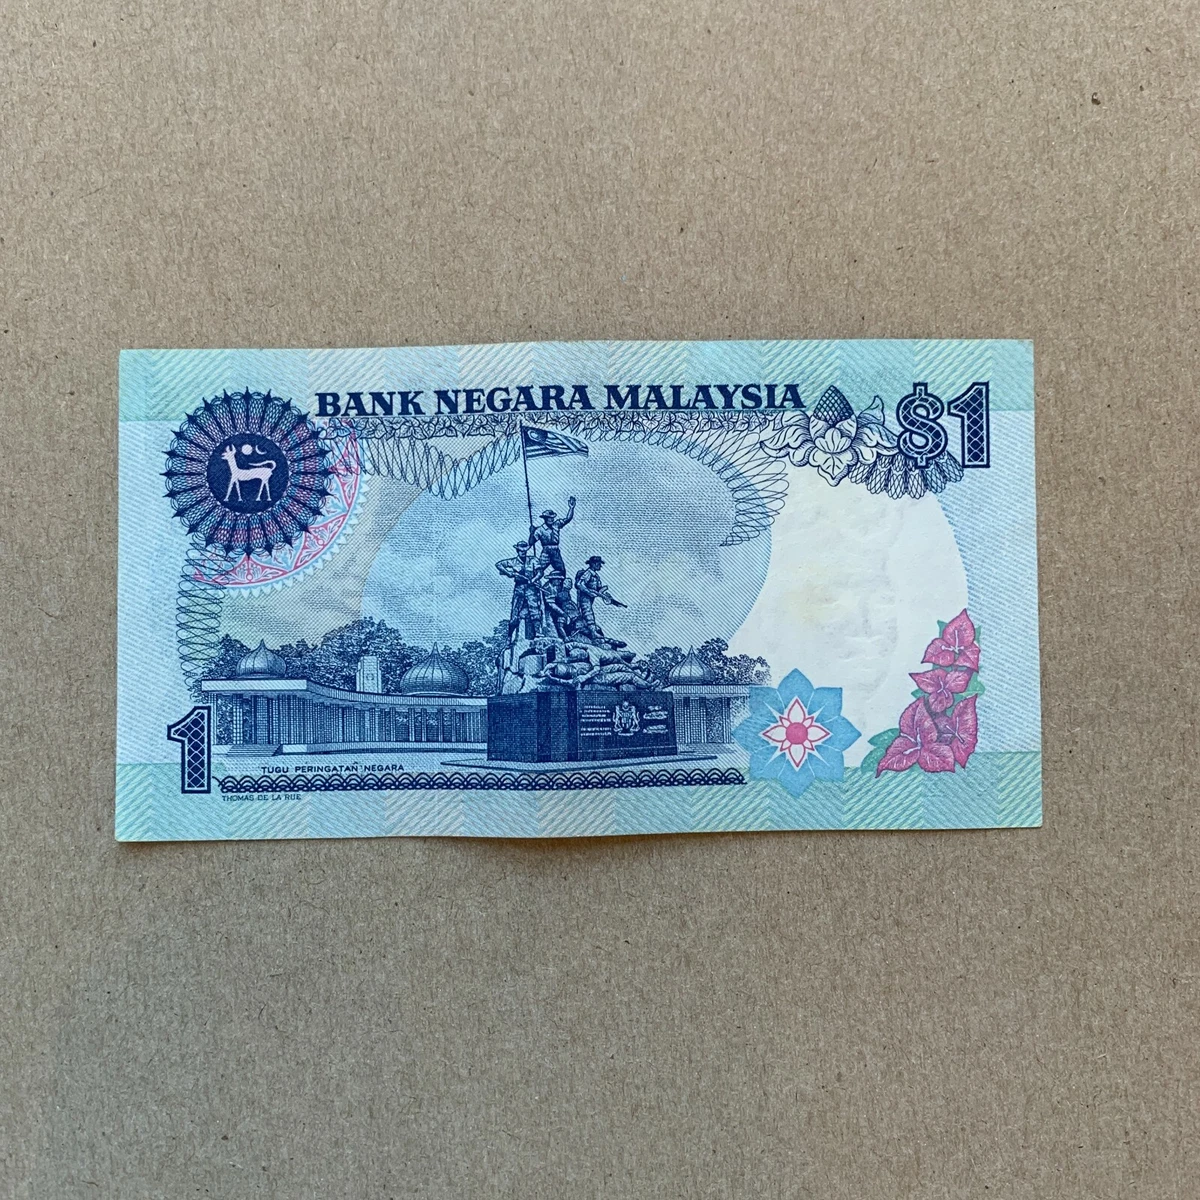 BANK NEGARA MALAYSIA
$1
1
TUGU PERINGATAN NEGARA
THOMAS DE LA RUE